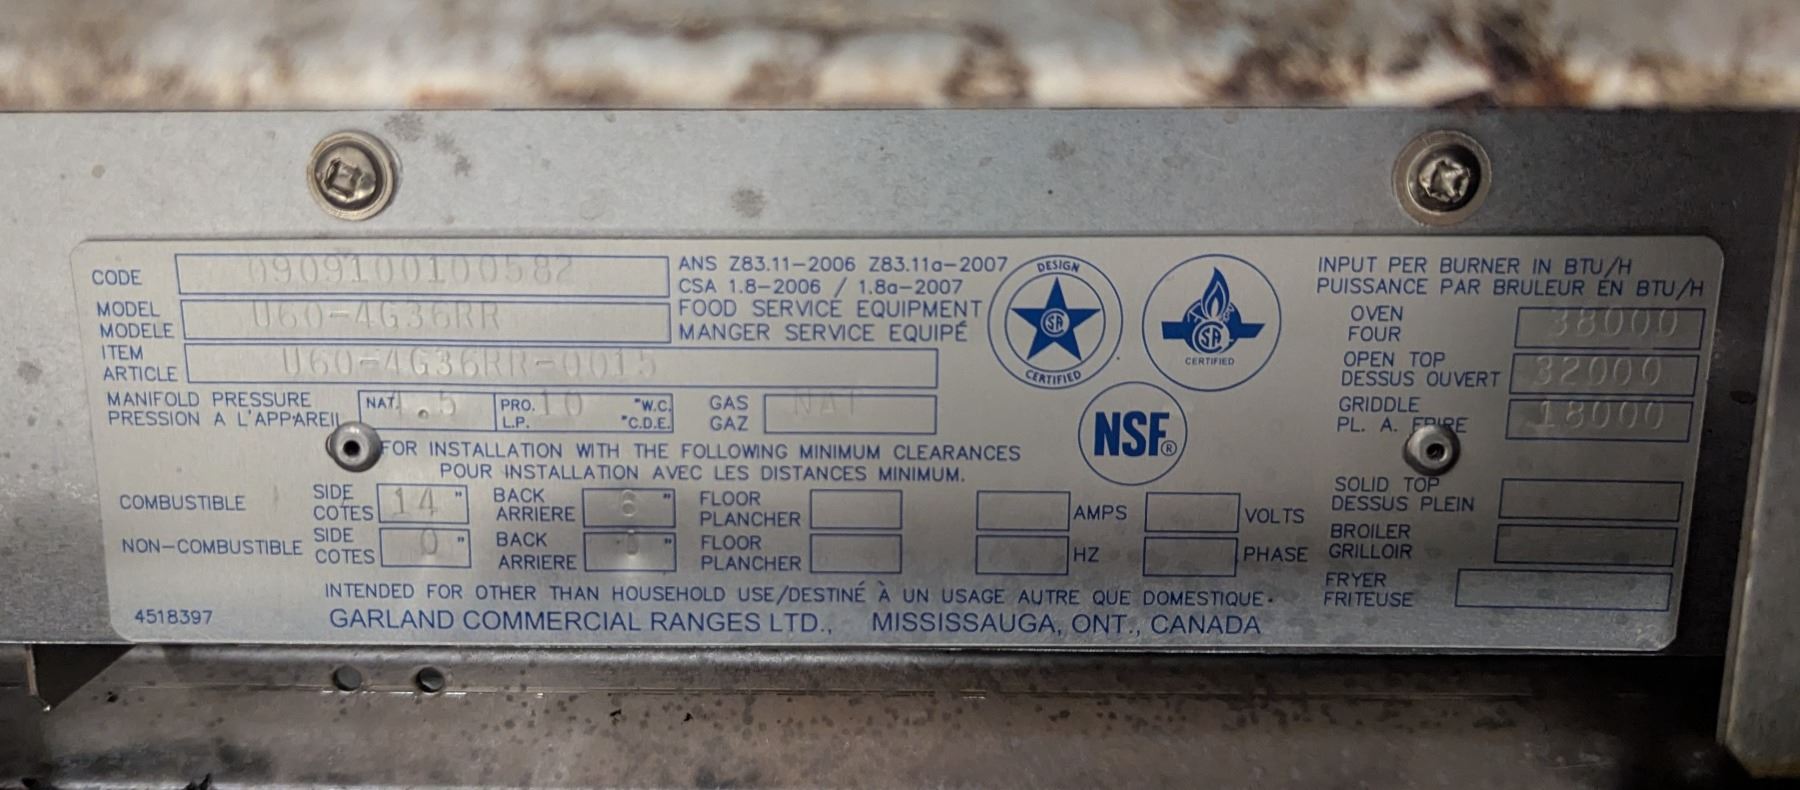 CODE 0909100100582
MODEL
MODELE U60-4G36RR
ITEM
ARTICLE U60-4G36RR-0015
MANIFOLD PRESSURE
PRESSION A L'APPAREIL
NAT. .5
PRO. 10 "W.C.
L.P. "C.D.E.
GAS
GAZ NAT
ANS Z83.11-2006 Z83.11a-2007
CSA 1.8-2006 / 1.8a-2007
FOOD SERVICE EQUIPMENT
MANGER SERVICE EQUIPÉ
DESIGN
SA
CERTIFIED
SA
CERTIFIED
NSF®
FOR INSTALLATION WITH THE FOLLOWING MINIMUM CLEARANCES
POUR INSTALLATION AVEC LES DISTANCES MINIMUM.
COMBUSTIBLE
SIDE
COTES 14 "
BACK
ARRIERE 6 "
FLOOR
PLANCHER
AMPS
VOLTS
NON-COMBUSTIBLE
SIDE
COTES 0 "
BACK
ARRIERE "
FLOOR
PLANCHER
HZ
PHASE
INTENDED FOR OTHER THAN HOUSEHOLD USE/DESTINÉ À UN USAGE AUTRE QUE DOMESTIQUE.
4518397
GARLAND COMMERCIAL RANGES LTD., MISSISSAUGA, ONT., CANADA
INPUT PER BURNER IN BTU/H
PUISSANCE PAR BRULEUR EN BTU/H
OVEN
FOUR 38000
OPEN TOP
DESSUS OUVERT 32000
GRIDDLE
PL. A. FRIRE 18000
SOLID TOP
DESSUS PLEIN
BROILER
GRILLOIR
FRYER
FRITEUSE